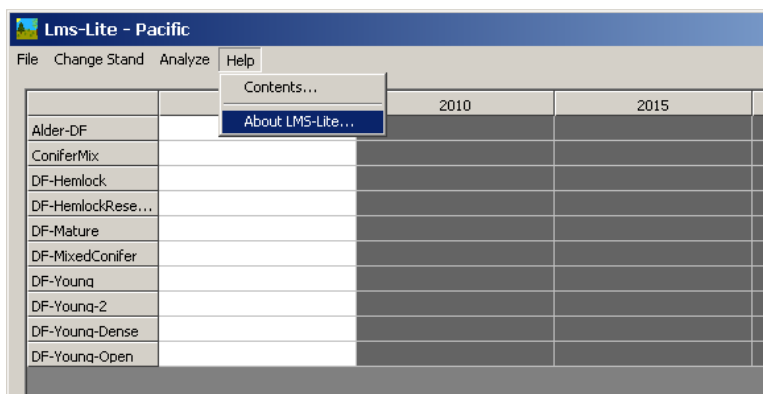 Lms-Lite - Pacific
File Change Stand Analyze Help
Contents...
About LMS-Lite...
2010 2015
Alder-DF
ConiferMix
DF-Hemlock
DF-HemlockRese...
DF-Mature
DF-MixedConifer
DF-Young
DF-Young-2
DF-Young-Dense
DF-Young-Open